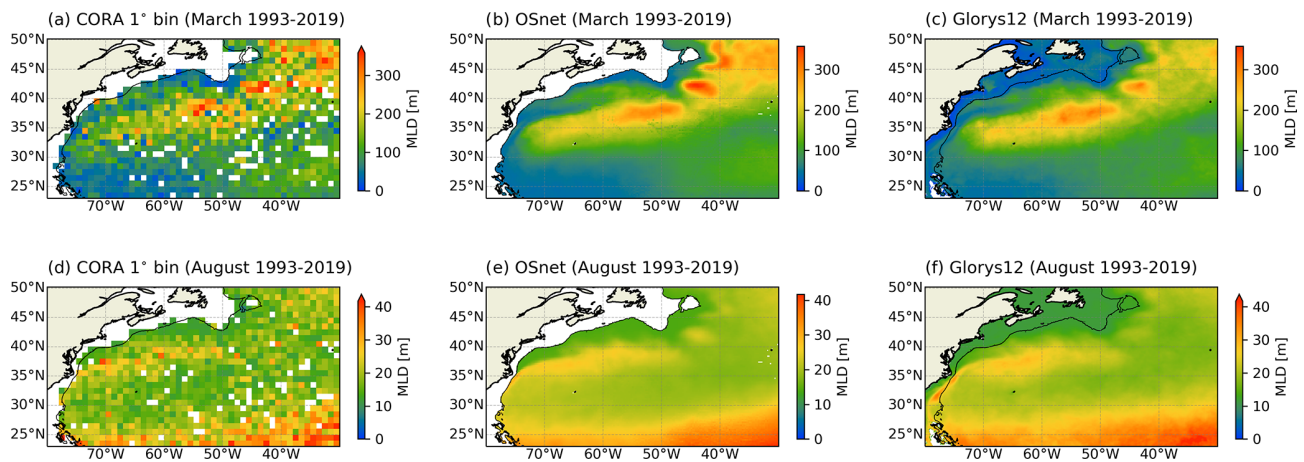 (a) CORA 1° bin (March 1993-2019)
50°N
45°N
40°N
35°N
30°N
25°N
70°W 60°W 50°W 40°W
300
200
100
0
MLD [m]
(b) OSnet (March 1993-2019)
50°N
45°N
40°N
35°N
30°N
25°N
70°W 60°W 50°W 40°W
300
200
100
0
MLD [m]
(c) Glorys12 (March 1993-2019)
50°N
45°N
40°N
35°N
30°N
25°N
70°W 60°W 50°W 40°W
300
200
100
0
MLD [m]
(d) CORA 1° bin (August 1993-2019)
50°N
45°N
40°N
35°N
30°N
25°N
70°W 60°W 50°W 40°W
40
30
20
10
0
MLD [m]
(e) OSnet (August 1993-2019)
50°N
45°N
40°N
35°N
30°N
25°N
70°W 60°W 50°W 40°W
40
30
20
10
0
MLD [m]
(f) Glorys12 (August 1993-2019)
50°N
45°N
40°N
35°N
30°N
25°N
70°W 60°W 50°W 40°W
40
30
20
10
0
MLD [m]